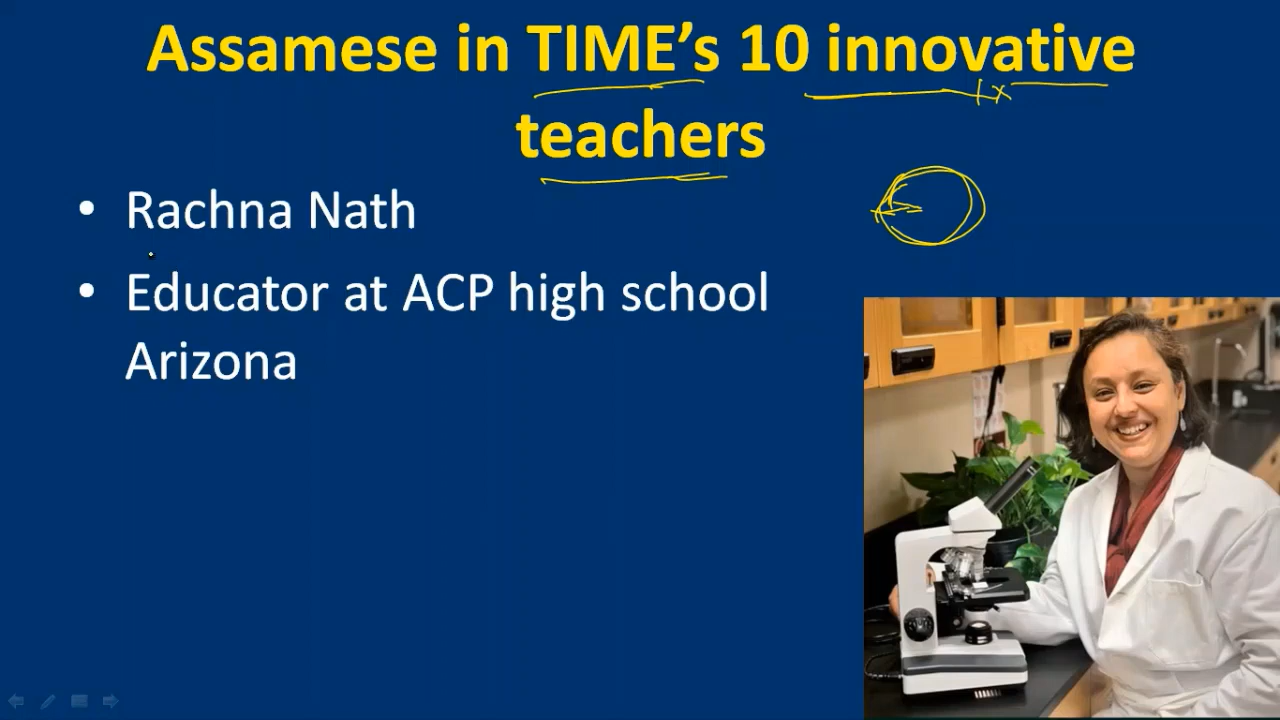 Assamese in TIME's 10 innovative
teachers
• Rachna Nath
• Educator at ACP high school
Arizona